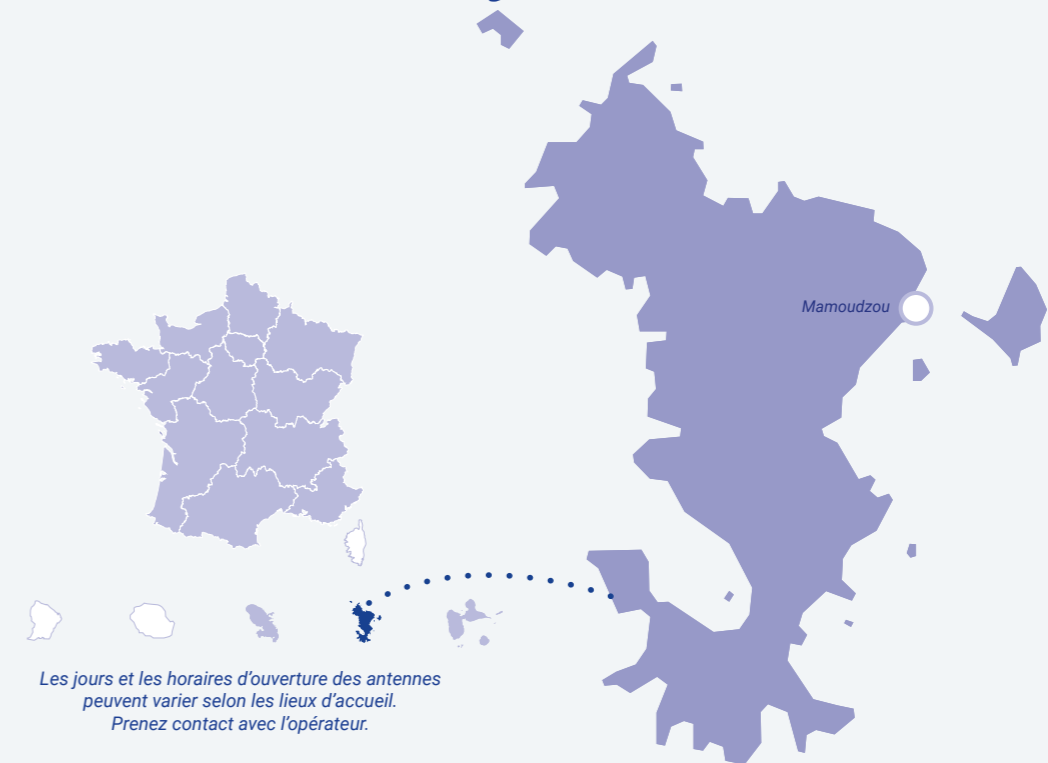 Mamoudzou
Les jours et les horaires d’ouverture des antennes
peuvent varier selon les lieux d’accueil.
Prenez contact avec l’opérateur.